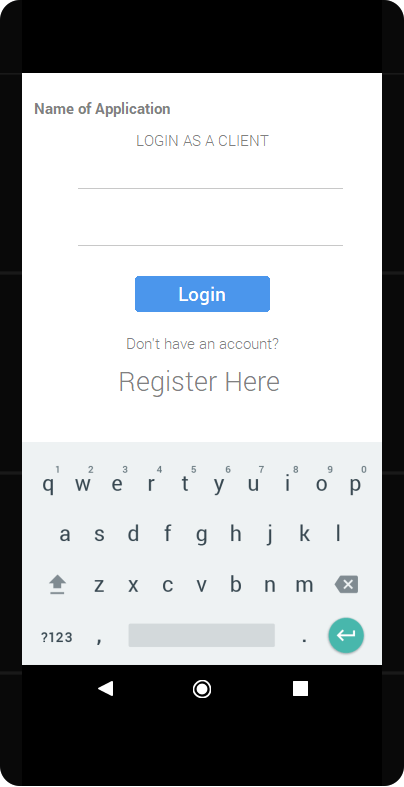 Name of Application
LOGIN AS A CLIENT
Login
Don't have an account?
Register Here
1 2 3 4 5 6 7 8 9 0
q w e r t y u i o p
a s d f g h j k l
z x c v b n m
?123 , .